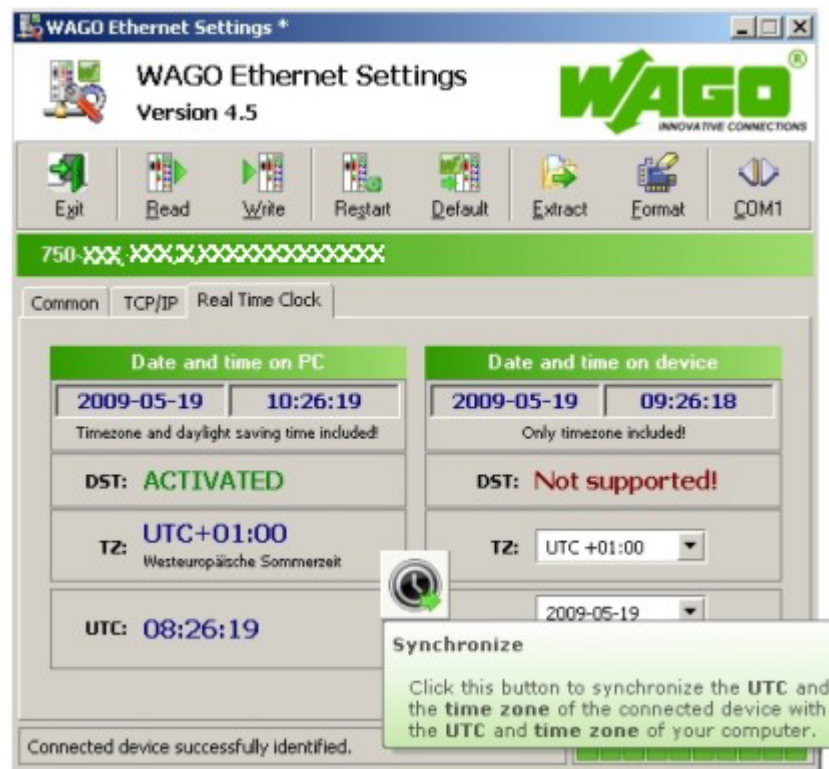 WAGO Ethernet Settings *
WAGO Ethernet Settings
Version 4.5
WAGO®
INNOVATIVE CONNECTIONS
Exit Read Write Restart Default Extract Format COM1
750-XXX, XXX,X,XXXXXXXXXXXXX
Common TCP/IP Real Time Clock
Date and time on PC
2009-05-19 10:26:19
Timezone and daylight saving time included!
DST: ACTIVATED
TZ: UTC+01:00
Westeuropäische Sommerzeit
UTC: 08:26:19
Date and time on device
2009-05-19 09:26:18
Only timezone included!
DST: Not supported!
TZ: UTC +01:00
2009-05-19
Synchronize
Click this button to synchronize the UTC and
the time zone of the connected device with
the UTC and time zone of your computer.
Connected device successfully identified.